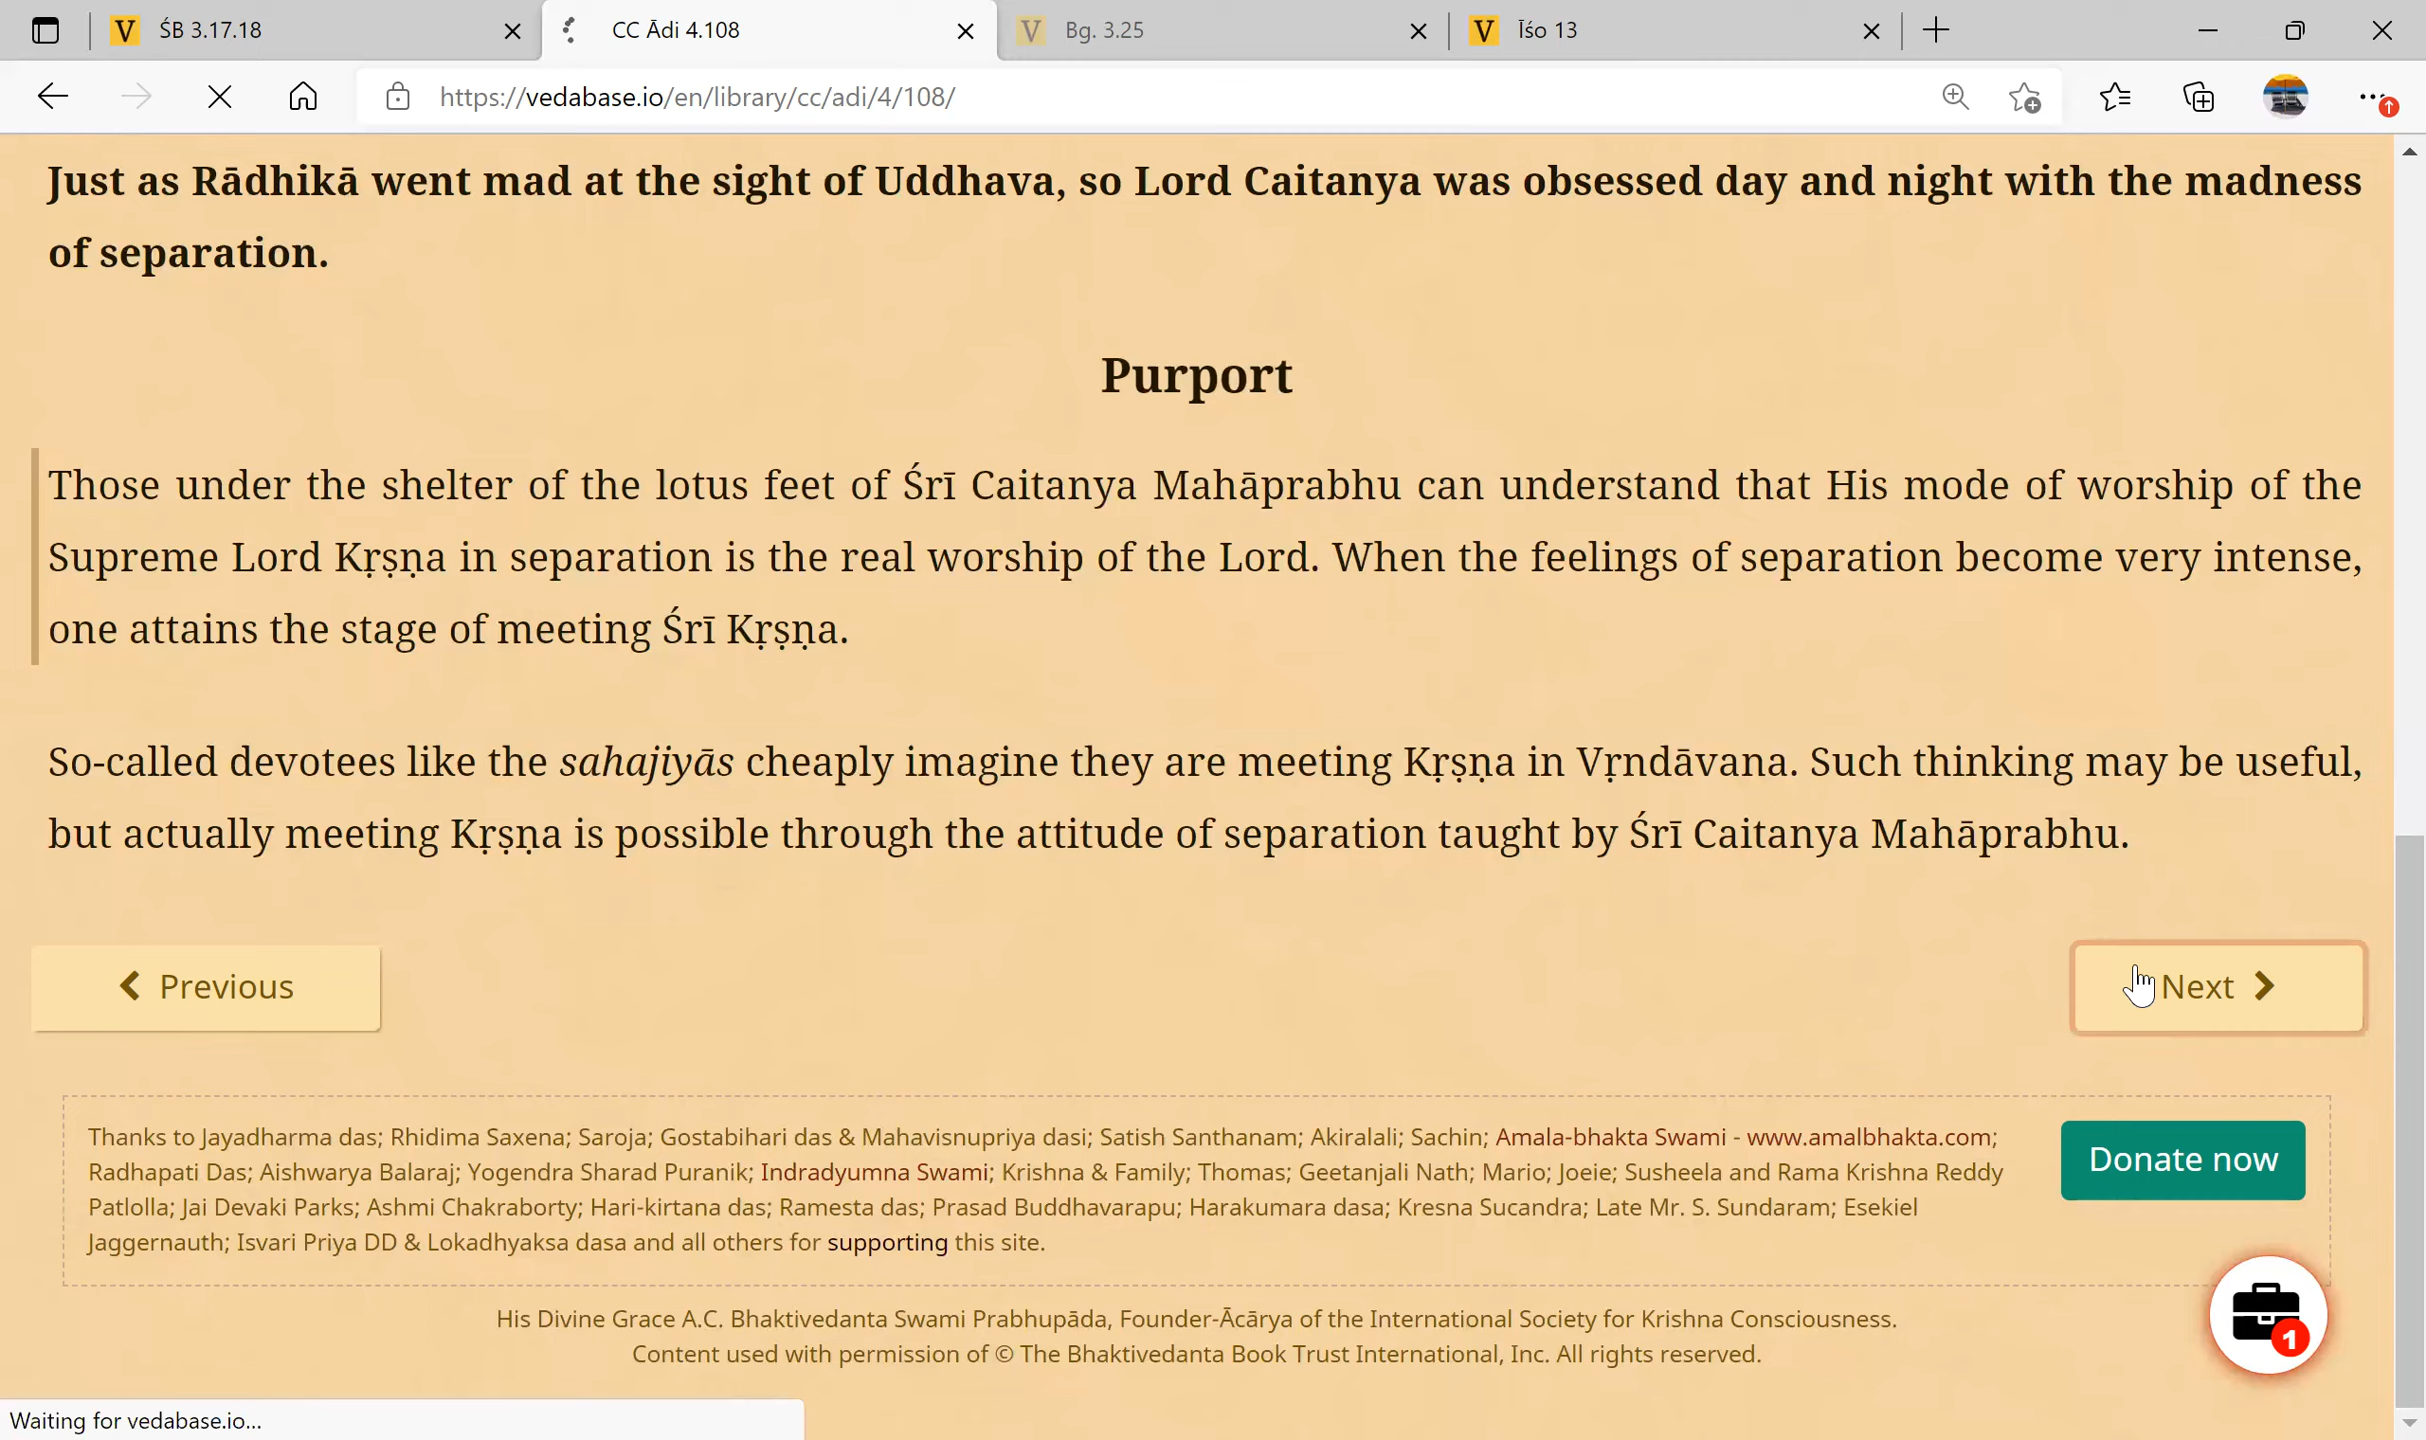 ŚB 3.17.18
CC Ādi 4.108
Bg. 3.25
Īśo 13
https://vedabase.io/en/library/cc/adi/4/108/
Just as Rādhikā went mad at the sight of Uddhava, so Lord Caitanya was obsessed day and night with the madness
of separation.
Purport
Those under the shelter of the lotus feet of Śrī Caitanya Mahāprabhu can understand that His mode of worship of the
Supreme Lord Kṛṣṇa in separation is the real worship of the Lord. When the feelings of separation become very intense,
one attains the stage of meeting Śrī Kṛṣṇa.
So-called devotees like the sahajiyās cheaply imagine they are meeting Kṛṣṇa in Vṛndāvana. Such thinking may be useful,
but actually meeting Kṛṣṇa is possible through the attitude of separation taught by Śrī Caitanya Mahāprabhu.
Previous
Next
Thanks to Jayadharma das; Rhidima Saxena; Saroja; Gostabihari das & Mahavisnupriya dasi; Satish Santhanam; Akiralali; Sachin; Amala-bhakta Swami - www.amalbhakta.com;
Radhapati Das; Aishwarya Balaraj; Yogendra Sharad Puranik; Indradyumna Swami; Krishna & Family; Thomas; Geetanjali Nath; Mario; Joeie; Susheela and Rama Krishna Reddy
Patlolla; Jai Devaki Parks; Ashmi Chakraborty; Hari-kirtana das; Ramesta das; Prasad Buddhavarapu; Harakumara dasa; Kresna Sucandra; Late Mr. S. Sundaram; Esekiel
Jaggernauth; Isvari Priya DD & Lokadhyaksa dasa and all others for supporting this site.
Donate now
1
His Divine Grace A.C. Bhaktivedanta Swami Prabhupāda, Founder-Ācārya of the International Society for Krishna Consciousness.
Content used with permission of © The Bhaktivedanta Book Trust International, Inc. All rights reserved.
Waiting for vedabase.io...